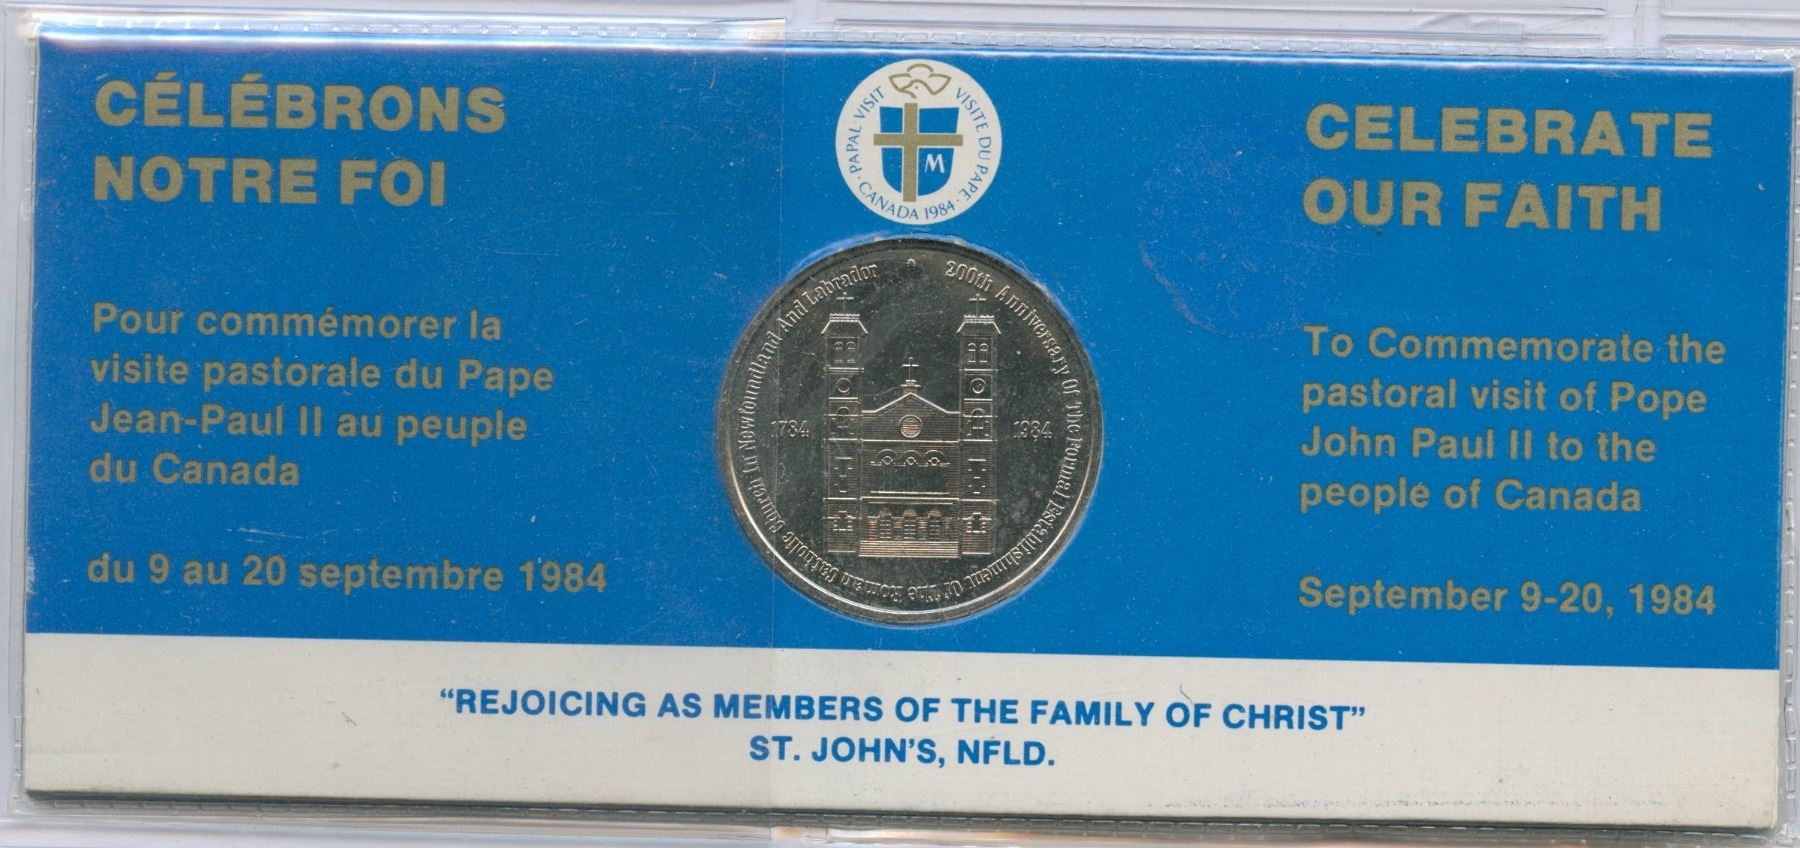 CÉLÉBRONS
NOTRE FOI
Pour commémorer la
visite pastorale du Pape
Jean-Paul II au peuple
du Canada
du 9 au 20 septembre 1984
PAPAL VISIT
VISITE DU PAPE
· CANADA 1984 ·
M
200th Anniversary Of The Formal Establishment Of The Roman Catholic Church In Newfoundland And Labrador
1784
1984
CELEBRATE
OUR FAITH
To Commemorate the
pastoral visit of Pope
John Paul II to the
people of Canada
September 9-20, 1984
“REJOICING AS MEMBERS OF THE FAMILY OF CHRIST”
ST. JOHN'S, NFLD.